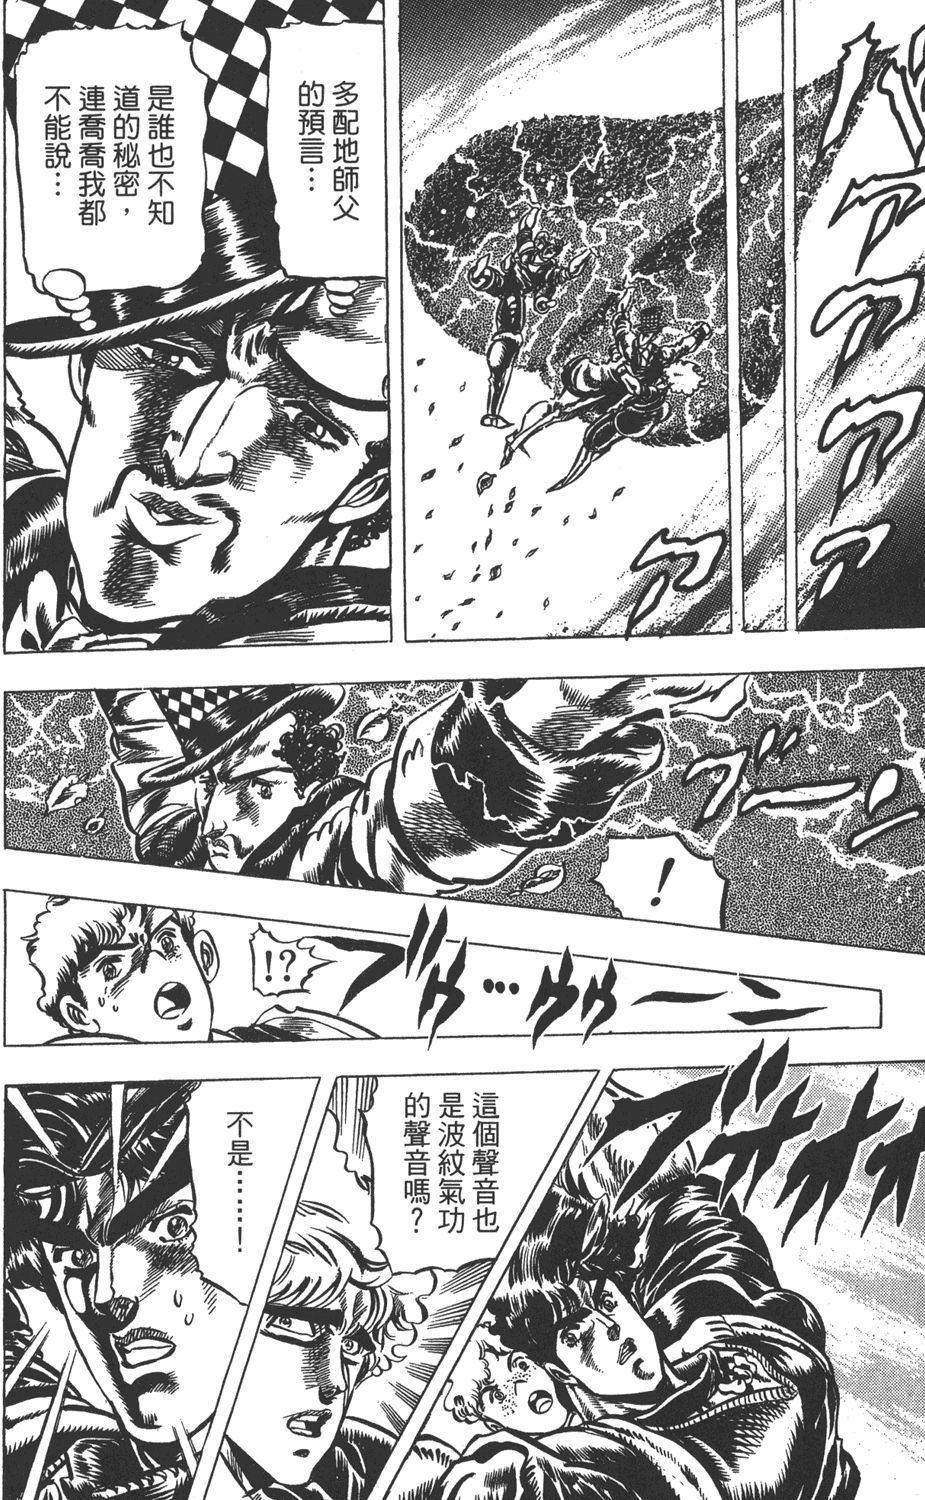 バアアアア
ア
多配地師父
的預言…
是誰也不知
道的秘密，
連喬喬我都
不能說…
ブーン
！
ブゥ…ゥゥーン
!?
ブォォォ
這個聲音也
是波紋氣功
的聲音嗎？
不是……！